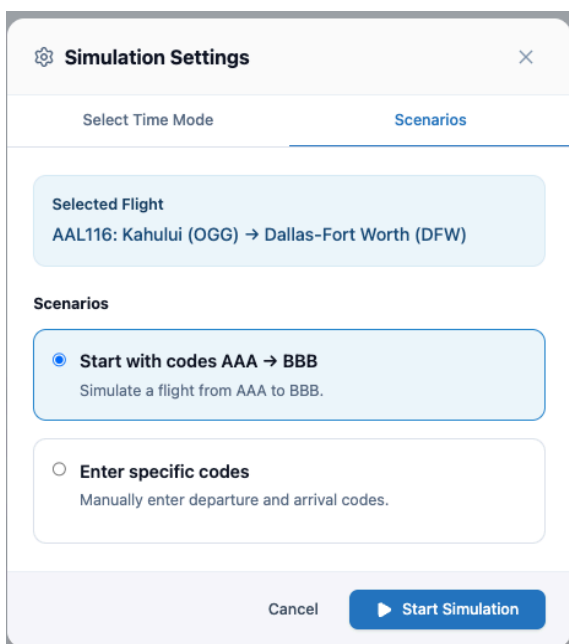 Simulation Settings
Select Time Mode
Scenarios
Selected Flight
AAL116: Kahului (OGG) → Dallas-Fort Worth (DFW)
Scenarios
Start with codes AAA → BBB
Simulate a flight from AAA to BBB.
Enter specific codes
Manually enter departure and arrival codes.
Cancel
Start Simulation